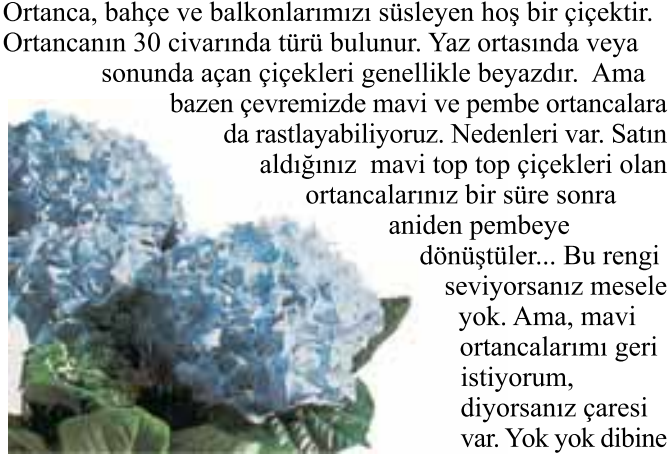 Ortanca, bahçe ve balkonlarımızı süsleyen hoş bir çiçektir.
Ortancanın 30 civarında türü bulunur. Yaz ortasında veya
sonunda açan çiçekleri genellikle beyazdır. Ama
bazen çevremizde mavi ve pembe ortancalara
da rastlayabiliyoruz. Nedenleri var. Satın
aldığınız mavi top top çiçekleri olan
ortancalarınız bir süre sonra
aniden pembeye
dönüştüler... Bu rengi
seviyorsanız mesele
yok. Ama, mavi
ortancalarımı geri
istiyorum,
diyorsanız çaresi
var. Yok yok dibine